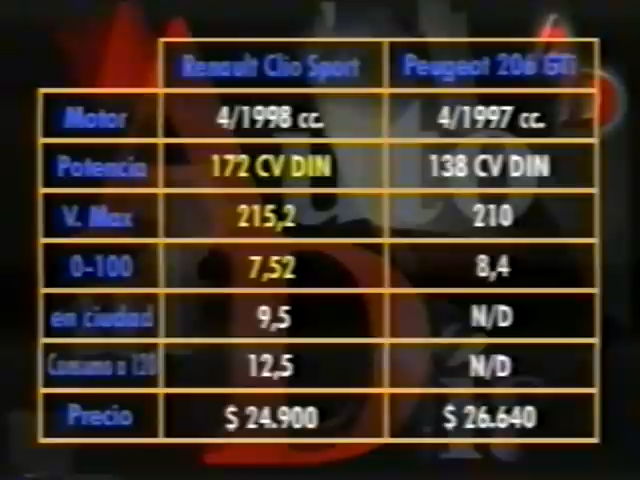 Renault Clio Sport Peugeot 206 GTi
Motor 4/1998 cc. 4/1997 cc.
Potencia 172 CV DIN 138 CV DIN
V. Max 215,2 210
0-100 7,52 8,4
en ciudad 9,5 N/D
Consumo a 120 12,5 N/D
Precio $ 24.900 $ 26.640